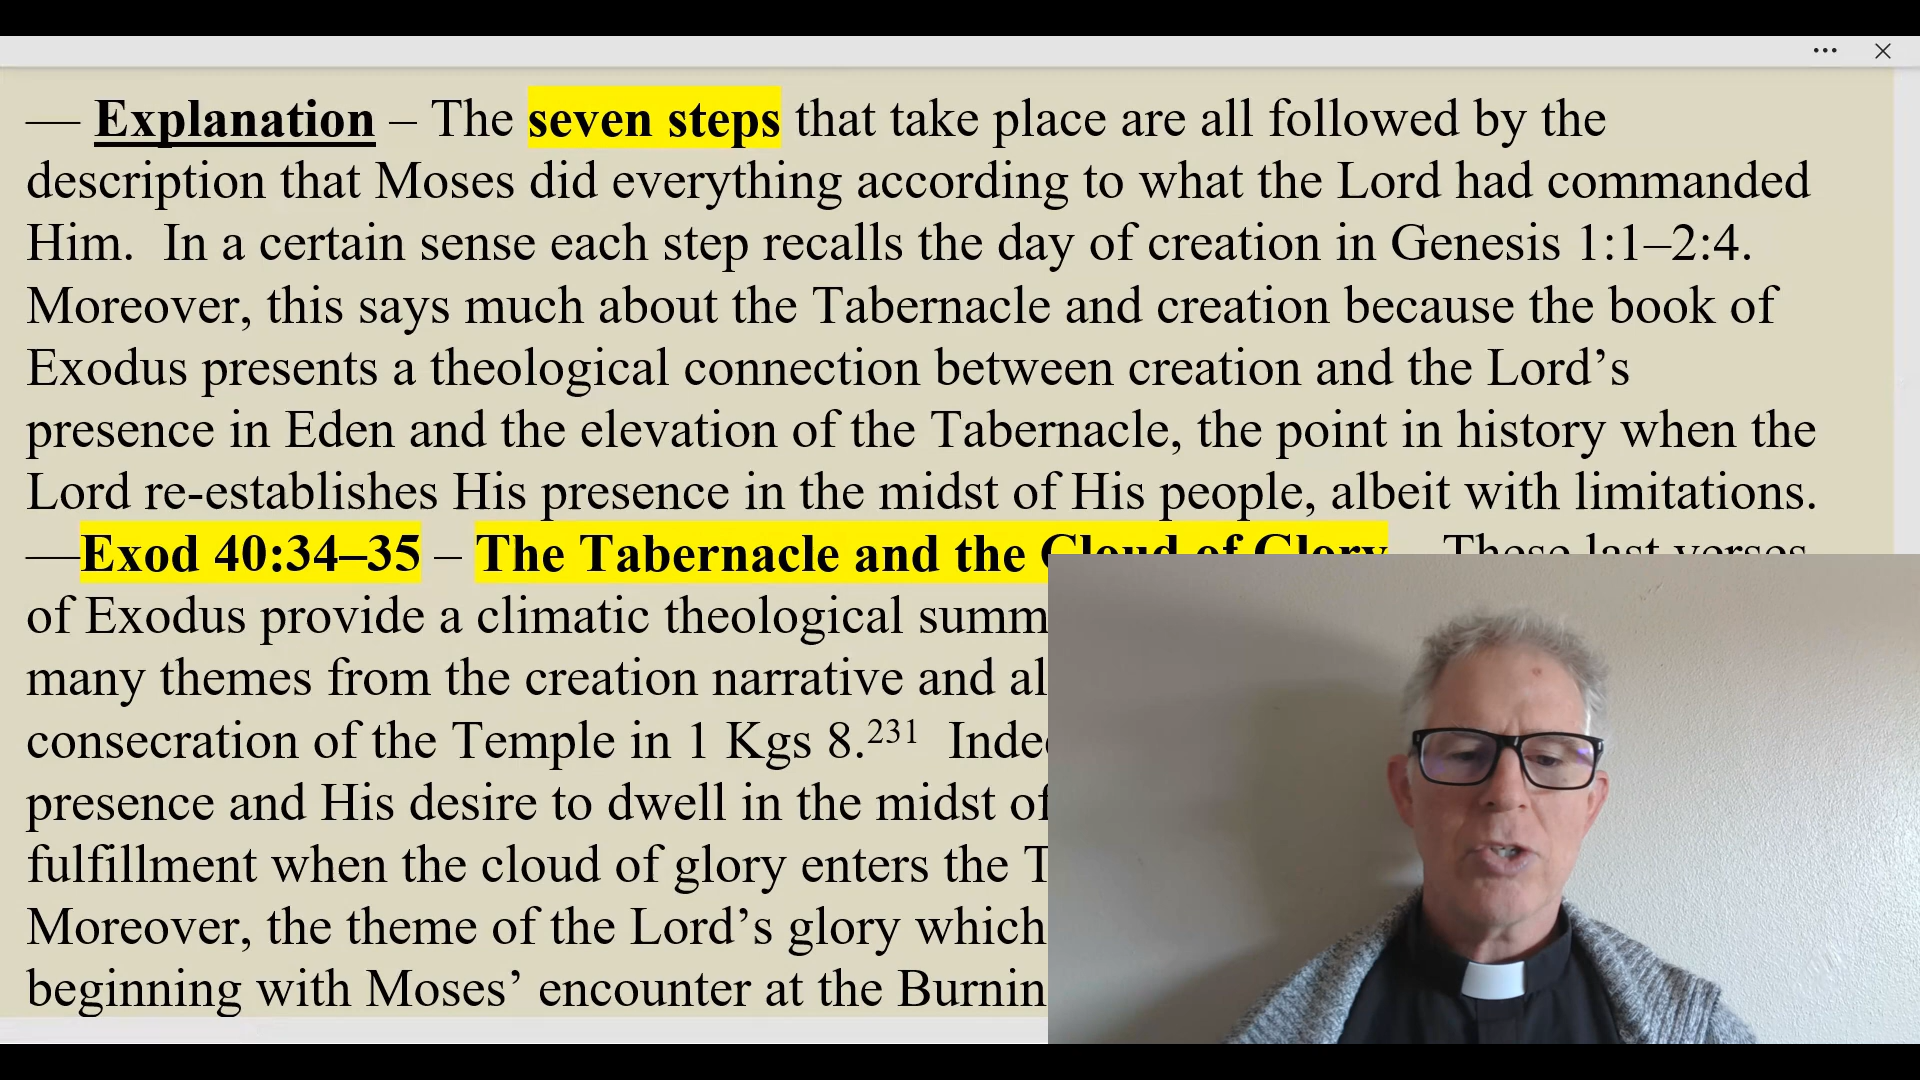 — Explanation – The seven steps that take place are all followed by the
description that Moses did everything according to what the Lord had commanded
Him. In a certain sense each step recalls the day of creation in Genesis 1:1–2:4.
Moreover, this says much about the Tabernacle and creation because the book of
Exodus presents a theological connection between creation and the Lord’s
presence in Eden and the elevation of the Tabernacle, the point in history when the
Lord re-establishes His presence in the midst of His people, albeit with limitations.
—Exod 40:34–35 – The Tabernacle and the Cloud of Glory – These last verses
of Exodus provide a climatic theological summ
many themes from the creation narrative and al
consecration of the Temple in 1 Kgs 8.231 Inde
presence and His desire to dwell in the midst of
fulfillment when the cloud of glory enters the T
Moreover, the theme of the Lord’s glory which
beginning with Moses’ encounter at the Burnin